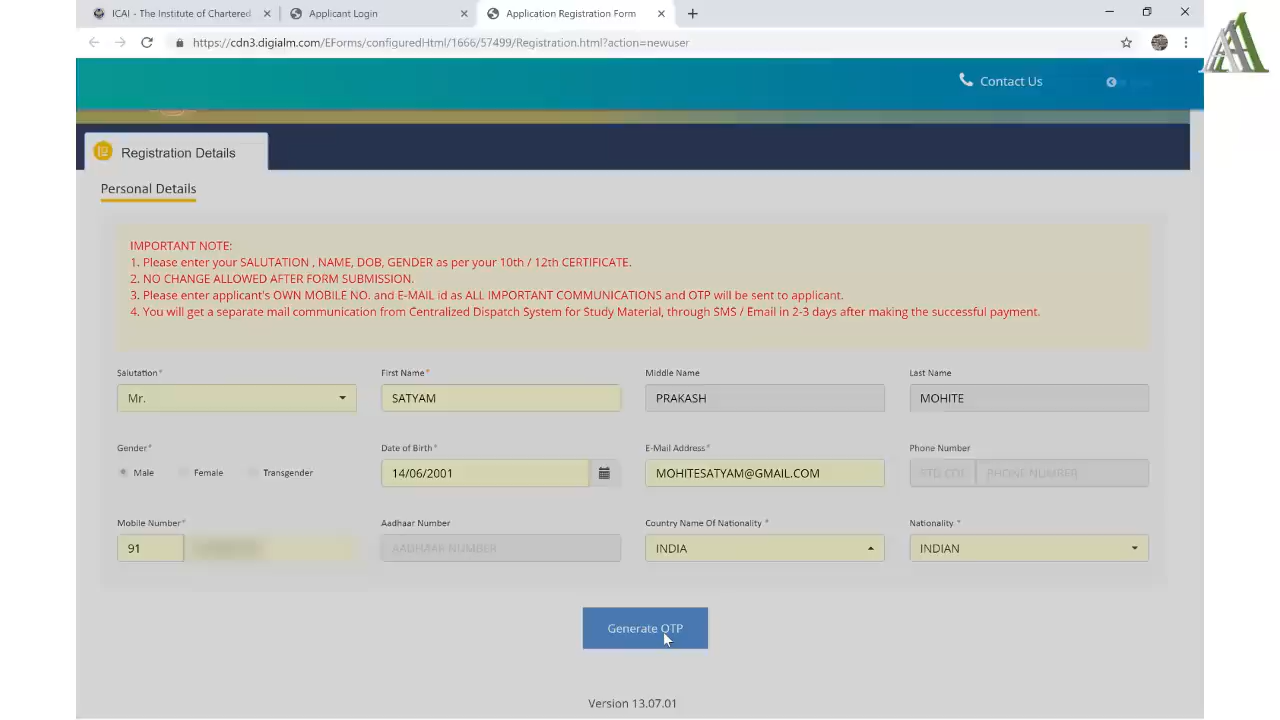 ICAI - The Institute of Chartered
Applicant Login
Application Registration Form
https://cdn3.digialm.com/EForms/configuredHtml/1666/57499/Registration.html?action=newuser
Contact Us
Registration Details
Personal Details
IMPORTANT NOTE:
1. Please enter your SALUTATION , NAME, DOB, GENDER as per your 10th / 12th CERTIFICATE.
2. NO CHANGE ALLOWED AFTER FORM SUBMISSION.
3. Please enter applicant's OWN MOBILE NO. and E-MAIL id as ALL IMPORTANT COMMUNICATIONS and OTP will be sent to applicant.
4. You will get a separate mail communication from Centralized Dispatch System for Study Material, through SMS / Email in 2-3 days after making the successful payment.
Salutation* First Name* Middle Name Last Name
Mr. SATYAM PRAKASH MOHITE
Gender* Date of Birth* E-Mail Address* Phone Number
Male Female Transgender 14/06/2001 MOHITESATYAM@GMAIL.COM STD COD PHONE NUMBER
Mobile Number* Aadhaar Number Country Name Of Nationality * Nationality *
91 AADHAAR NUMBER INDIA INDIAN
Generate OTP
Version 13.07.01